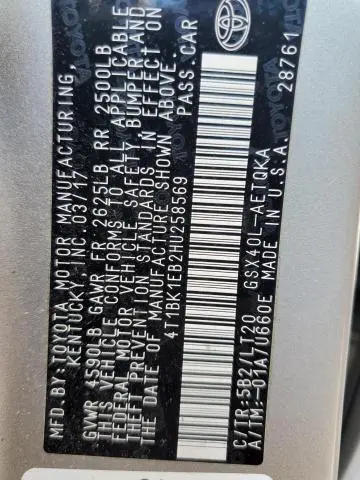 MFD.BY:TOYOTA MOTOR MANUFACTURING,
KENTUCKY,INC. 03/17
GVWR 4590LB GAWR FR 2625LB RR 2500LB
THIS VEHICLE CONFORMS TO ALL APPLICABLE
FEDERAL MOTOR VEHICLE SAFETY,BUMPER,AND
THEFT PREVENTION STANDARDS IN EFFECT ON
THE DATE OF MANUFACTURE SHOWN ABOVE.
4T1BK1EB2HU258569 PASS.CAR
C/TR:5B27LT20 GSX40L-AETQKA
A/TM:-01A/U660E MADE IN U.S.A.
28761
TOYOTA